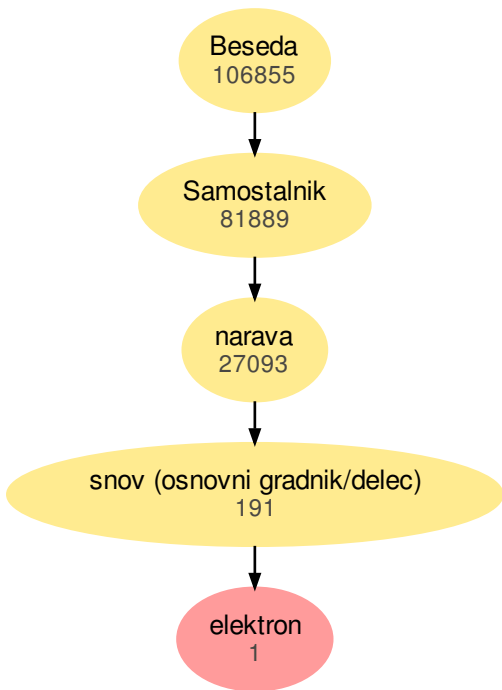 Beseda
106855
Samostalnik
81889
narava
27093
snov (osnovni gradnik/delec)
191
elektron
1